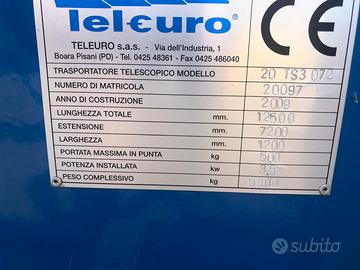 teleuro®
CE
TELEURO s.a.s. - Via dell'Industria, 1
Boara Pisani (PD) - Tel. 0425 48361 - Fax 0425 486040
TRASPORTATORE TELESCOPICO MODELLO 20 TS3 072
NUMERO DI MATRICOLA 20097
ANNO DI COSTRUZIONE 2009
LUNGHEZZA TOTALE mm. 12500
ESTENSIONE mm. 7200
LARGHEZZA mm. 1200
PORTATA MASSIMA IN PUNTA kg 500
POTENZA INSTALLATA kw 3,5
PESO COMPLESSIVO kg
subito